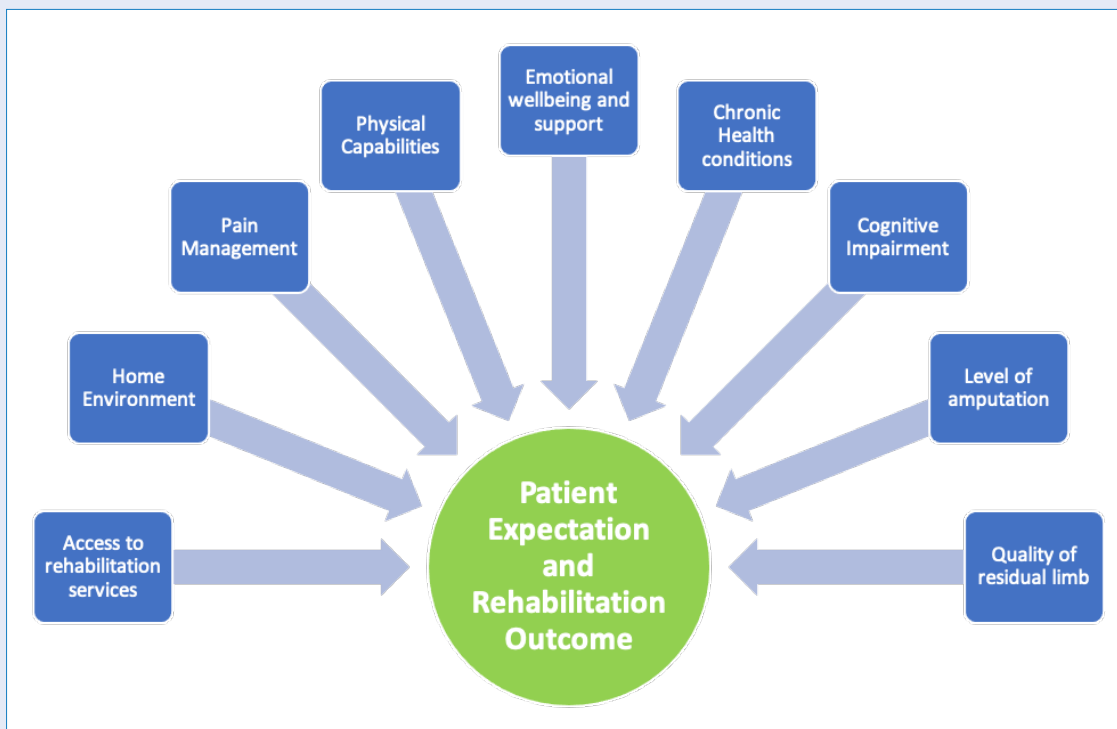 Emotional
wellbeing and
support
Physical
Capabilities
Chronic
Health
conditions
Pain
Management
Cognitive
Impairment
Home
Environment
Level of
amputation
Access to
rehabilitation
services
Patient
Expectation
and
Rehabilitation
Outcome
Quality of
residual limb